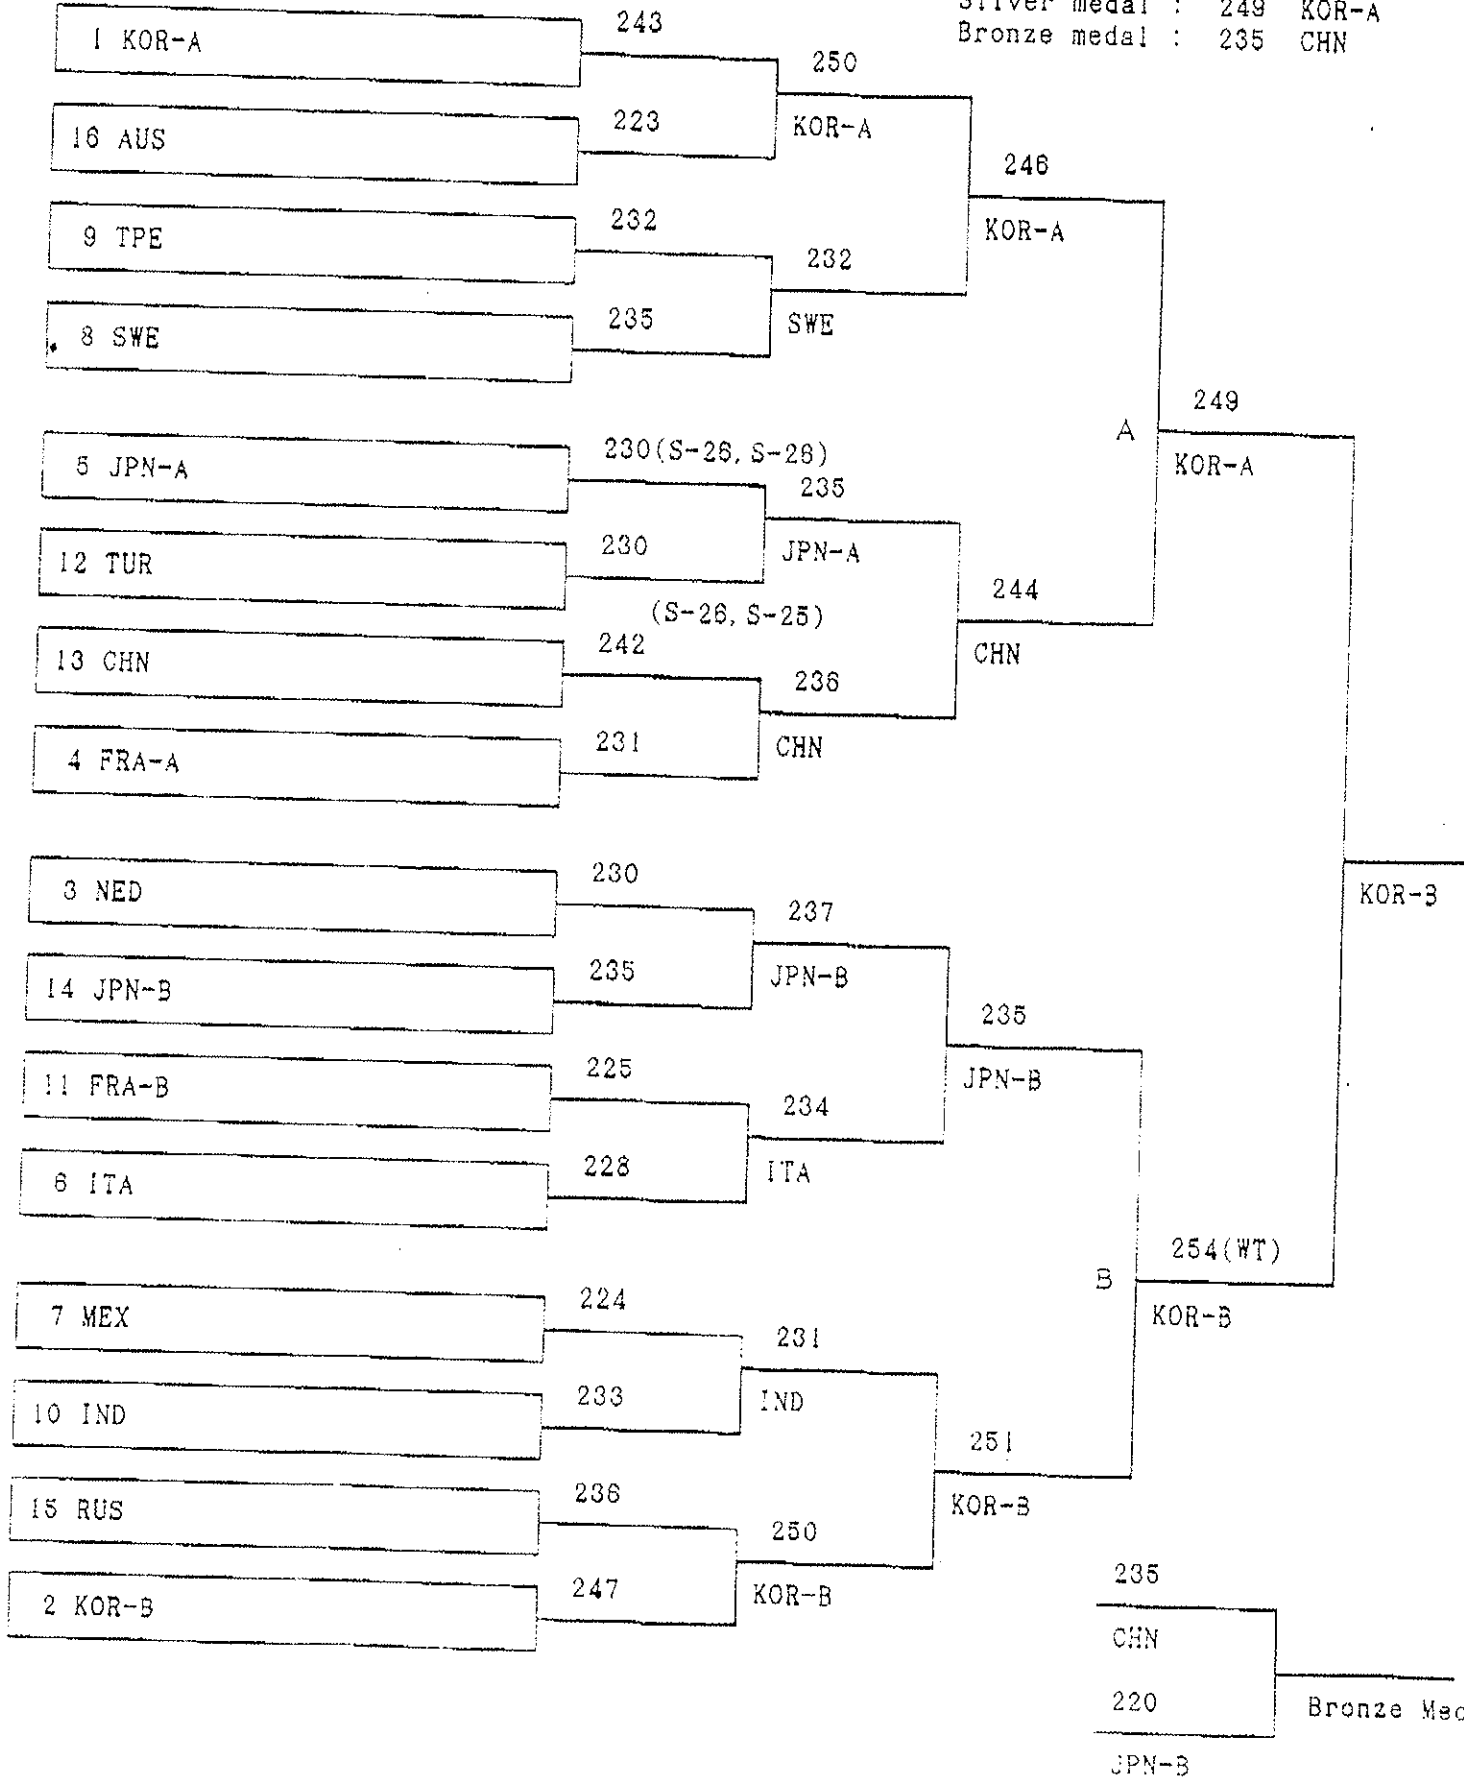 Silver medal : 249 KOR-A
Bronze medal : 235 CHN
243
1 KOR-A
250
KOR-A
223
16 AUS
246
KOR-A
232
9 TPE
232
SWE
235
8 SWE
249
A
KOR-A
230(S-26, S-26)
5 JPN-A
235
JPN-A
230
12 TUR
(S-26, S-25)
244
CHN
242
13 CHN
236
CHN
231
4 FRA-A
KOR-B
230
3 NED
237
JPN-B
235
14 JPN-B
235
JPN-B
225
11 FRA-B
234
ITA
228
6 ITA
254(WT)
B
KOR-B
224
7 MEX
231
IND
233
10 IND
251
KOR-B
236
15 RUS
250
KOR-B
247
2 KOR-B
235
CHN
220
Bronze Med
JPN-B